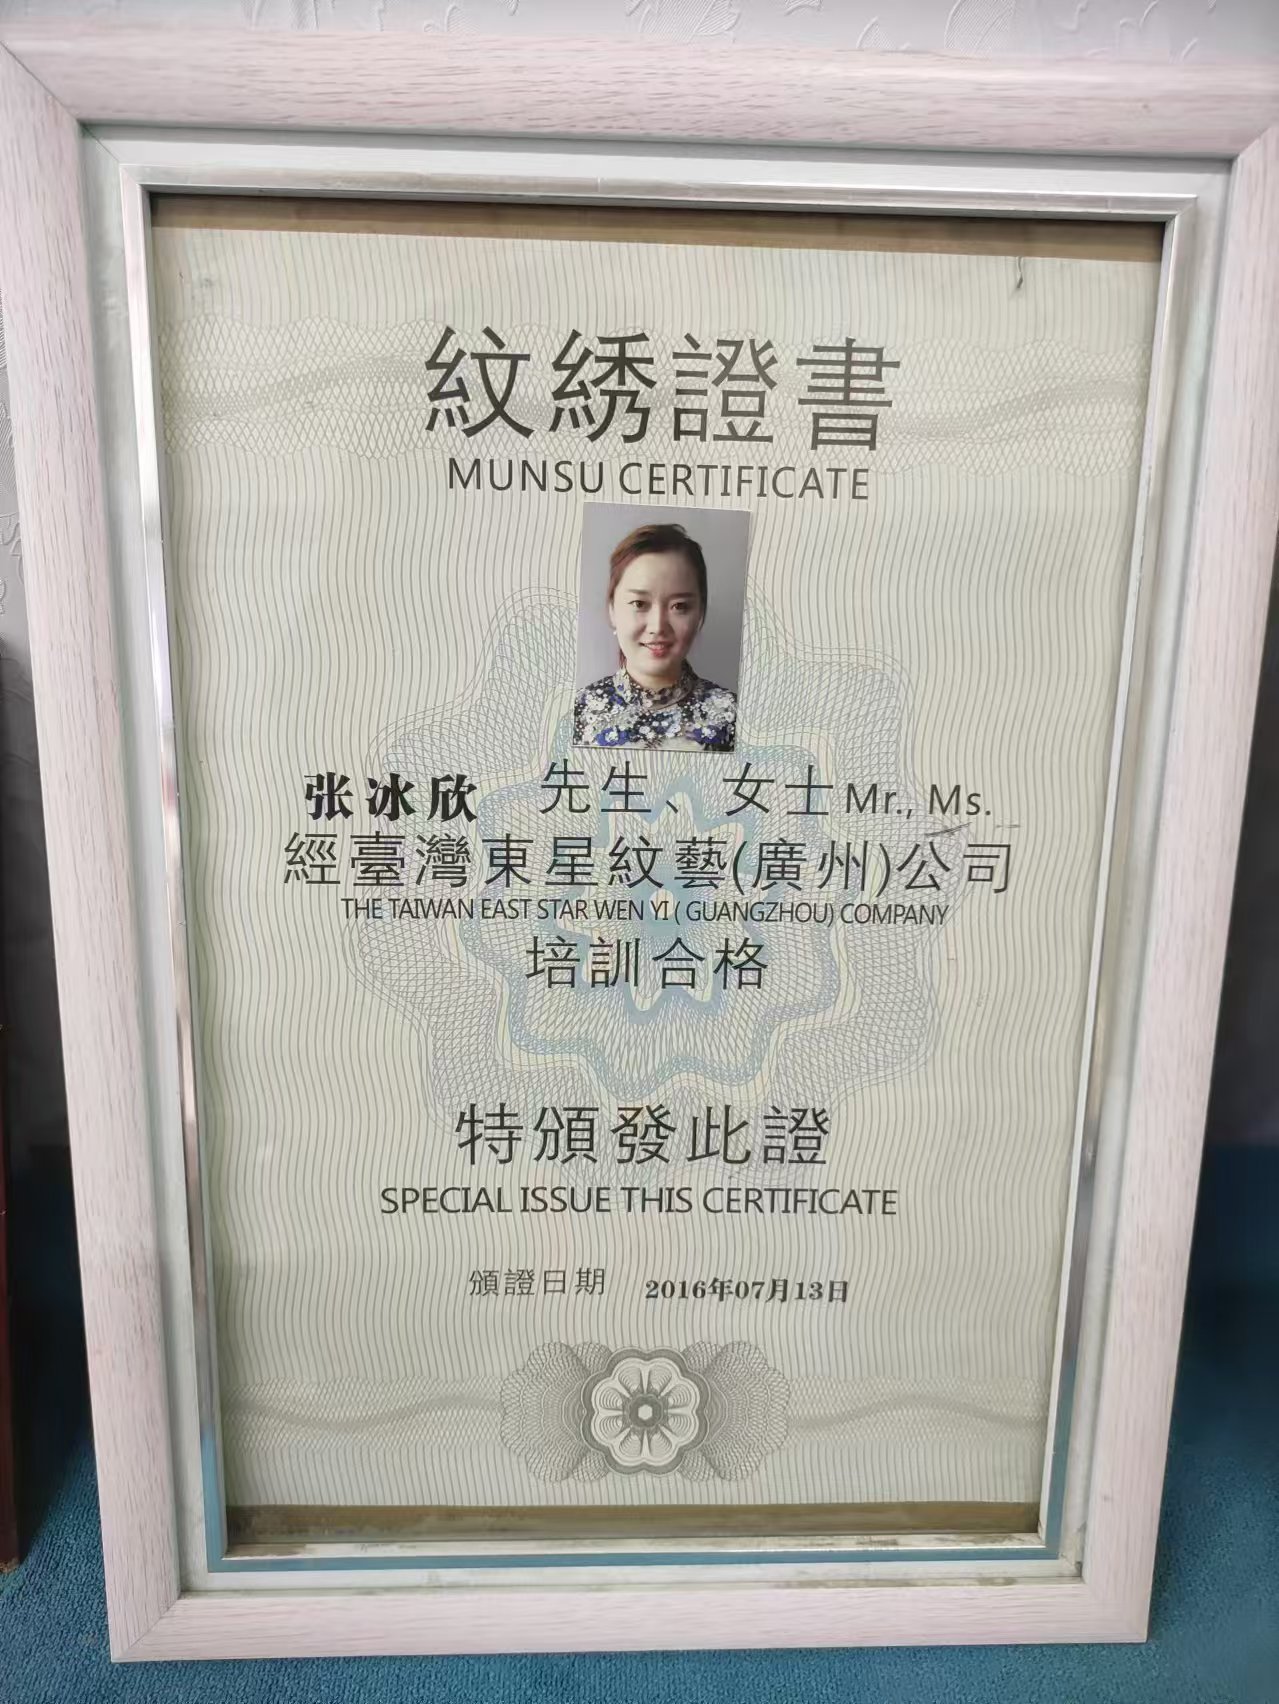 紋綉證書
MUNSU CERTIFICATE
张冰欣 先生、女士 Mr., Ms.
經臺灣東星紋藝(廣州)公司
THE TAIWAN EAST STAR WEN YI ( GUANGZHOU) COMPANY
培訓合格
特頒發此證
SPECIAL ISSUE THIS CERTIFICATE
頒證日期 2016年07月13日